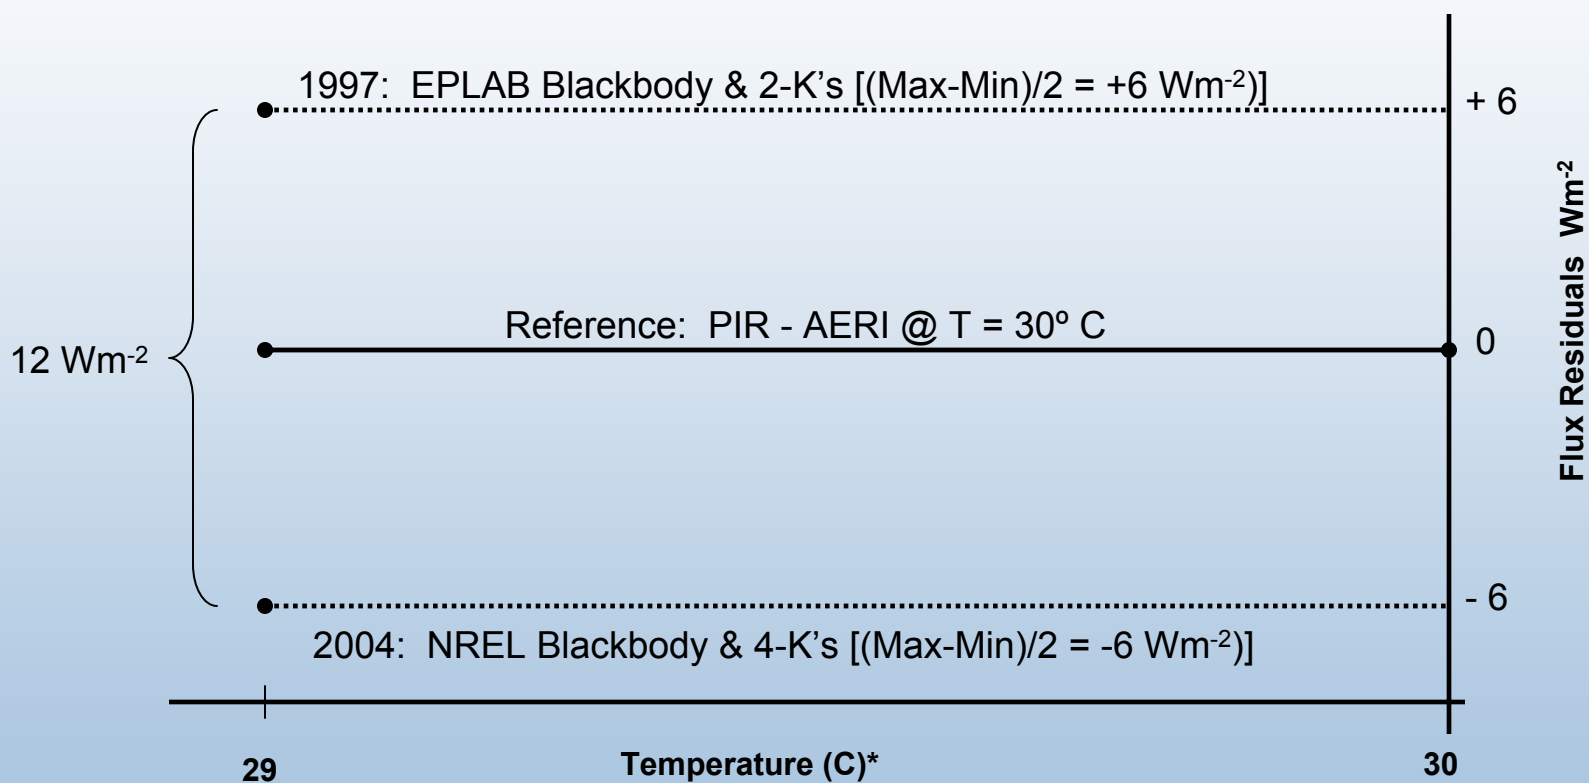 1997:  EPLAB Blackbody & 2-K's [(Max-Min)/2 = +6 Wm-2)]
+ 6
Flux Residuals  Wm-2
Reference:  PIR - AERI @ T = 30º C
0
12 Wm-2
- 6
2004:  NREL Blackbody & 4-K's [(Max-Min)/2 = -6 Wm-2)]
29
Temperature (C)*
30